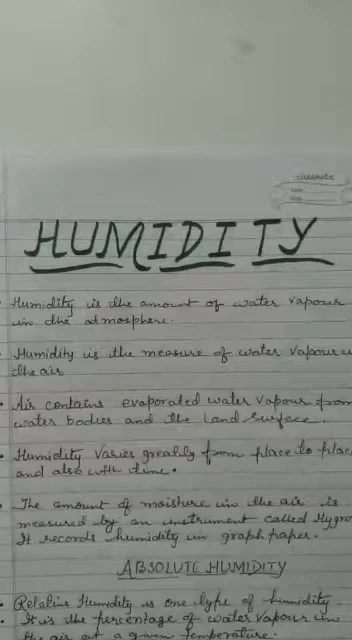 classmate
HUMIDITY
• Humidity is the amount of water vapour
in the atmosphere.
• Humidity is the measure of water vapour
the air
• Air contains evaporated water vapour from
water bodies and the land surface.
• Humidity varies greatly from place to place
and also with time.
• The amount of moisture in the air is
measured by an instrument called Hygro
It records humidity in graph paper.
ABSOLUTE HUMIDITY
• Relative Humidity is one type of humidity.
• It is the percentage of water vapour in
the air at a given temperature.